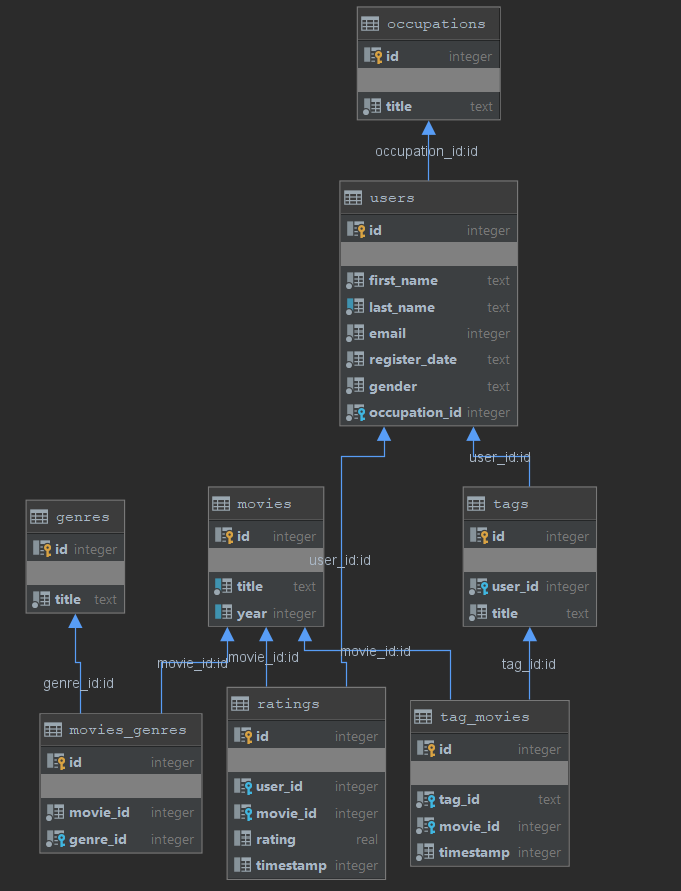 occupations
id integer
title text
occupation_id:id
users
id integer
first_name text
last_name text
email integer
register_date text
gender text
occupation_id integer
user_id:id
genres
id integer
title text
movies
id integer
title text
year integer
user_id:id
tags
id integer
user_id integer
title text
genre_id:id
movie_id:id
movie_id:id
movie_id:id
tag_id:id
movies_genres
id integer
movie_id integer
genre_id integer
ratings
id integer
user_id integer
movie_id integer
rating real
timestamp integer
tag_movies
id integer
tag_id text
movie_id integer
timestamp integer